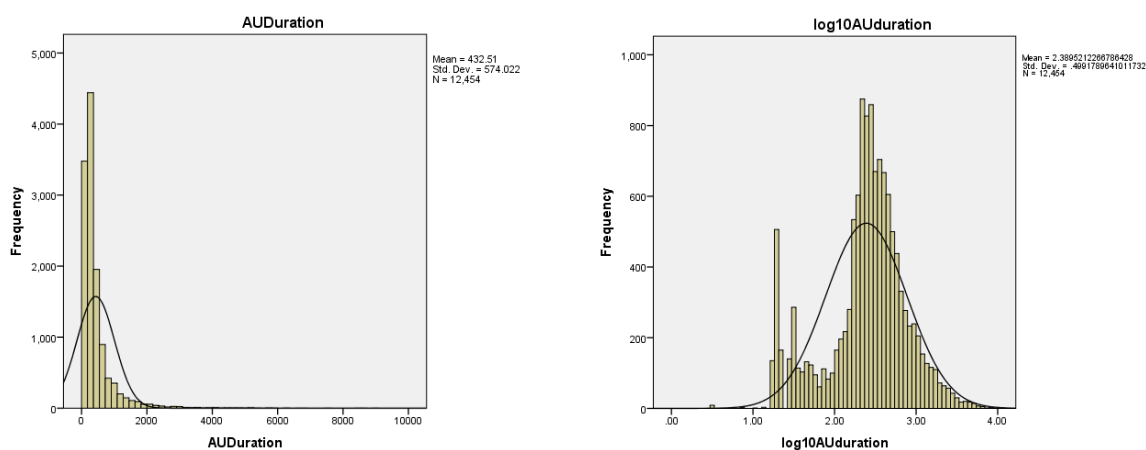 AUDuration
5,000
4,000
3,000
2,000
1,000
0
Frequency
0 2000 4000 6000 8000 10000
AUDuration
Mean = 432.51
Std. Dev. = 574.022
N = 12,454
log10AUduration
1,000
800
600
400
200
0
Frequency
.00 1.00 2.00 3.00 4.00
log10AUduration
Mean = 2.3895212266786428
Std. Dev. = .4991789641011732
N = 12,454